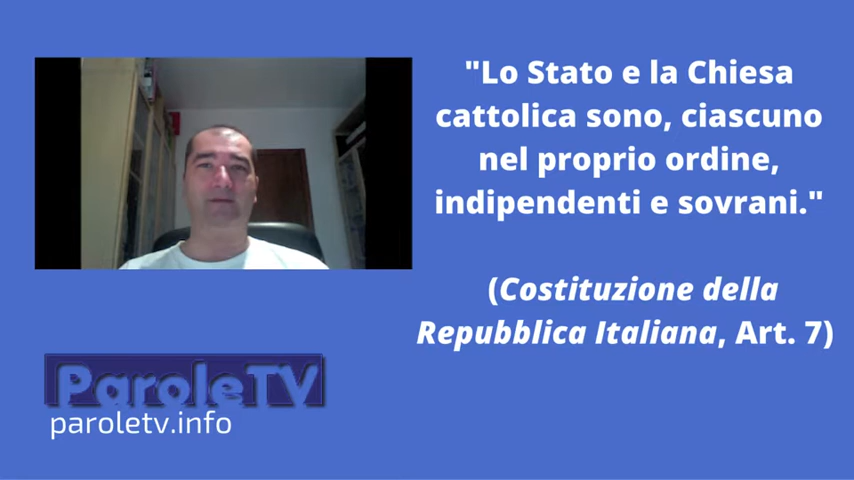 "Lo Stato e la Chiesa
cattolica sono, ciascuno
nel proprio ordine,
indipendenti e sovrani."
(Costituzione della
Repubblica Italiana, Art. 7)
ParoleTV
paroletv.info